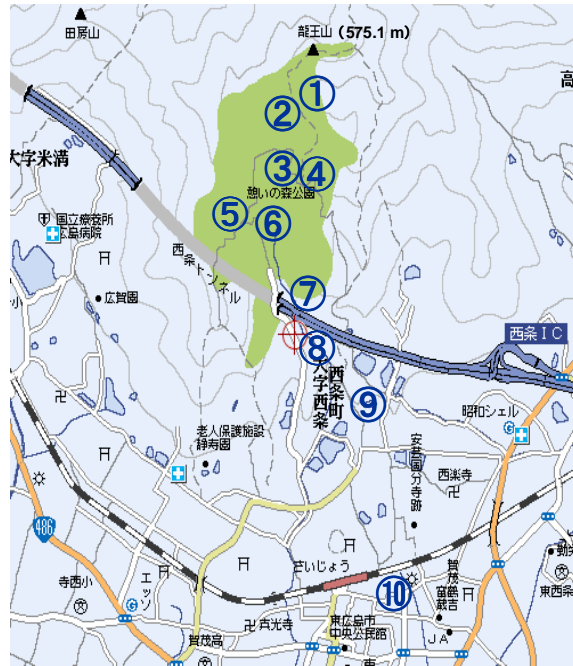 田房山
龍王山 (575.1 m)
高
①
②
大字米満
③
④
憩いの森公園
⑤
⑥
国立療養所
広島病院
西条トンネル
広賀園
小
⑦
西条IC
⑧
西条町
大字西条
⑨
昭和シェル
老人保護施設
静寿園
安芸国分寺跡
西楽寺
486
さいじょう
寺西小
エッソ
⑩
賀茂鶴
動
東西条
東広島市
中央公民館
賀茂高
JA
東